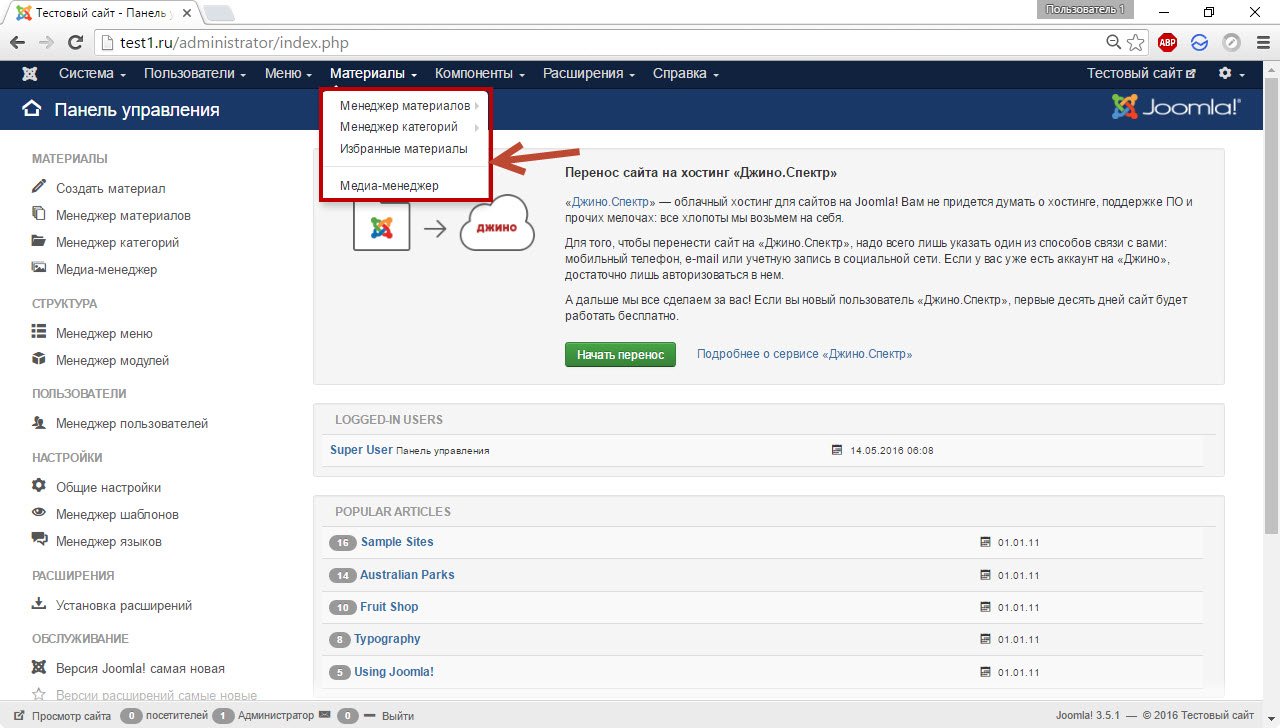 Тестовый сайт - Панель у
Пользователь 1
test1.ru/administrator/index.php
ABP
Система Пользователи Меню Материалы Компоненты Расширения Справка Тестовый сайт
Панель управления
Joomla!®
Менеджер материалов
Менеджер категорий
Избранные материалы
Медиа-менеджер
МАТЕРИАЛЫ
Создать материал
Менеджер материалов
Менеджер категорий
Медиа-менеджер
СТРУКТУРА
Менеджер меню
Менеджер модулей
ПОЛЬЗОВАТЕЛИ
Менеджер пользователей
НАСТРОЙКИ
Общие настройки
Менеджер шаблонов
Менеджер языков
РАСШИРЕНИЯ
Установка расширений
ОБСЛУЖИВАНИЕ
Версия Joomla! самая новая
Версии расширений самые новые
джино
Перенос сайта на хостинг «Джино.Спектр»
«Джино.Спектр» — облачный хостинг для сайтов на Joomla! Вам не придется думать о хостинге, поддержке ПО и
прочих мелочах: все хлопоты мы возьмем на себя.
Для того, чтобы перенести сайт на «Джино.Спектр», надо всего лишь указать один из способов связи с вами:
мобильный телефон, e-mail или учетную запись в социальной сети. Если у вас уже есть аккаунт на «Джино»,
достаточно лишь авторизоваться в нем.
А дальше мы все сделаем за вас! Если вы новый пользователь «Джино.Спектр», первые десять дней сайт будет
работать бесплатно.
Начать перенос Подробнее о сервисе «Джино.Спектр»
LOGGED-IN USERS
Super User Панель управления 14.05.2016 06:08
POPULAR ARTICLES
16 Sample Sites 01.01.11
14 Australian Parks 01.01.11
10 Fruit Shop 01.01.11
8 Typography 01.01.11
5 Using Joomla! 01.01.11
Просмотр сайта 0 посетителей 1 Администратор 0 Выйти Joomla! 3.5.1 — © 2016 Тестовый сайт